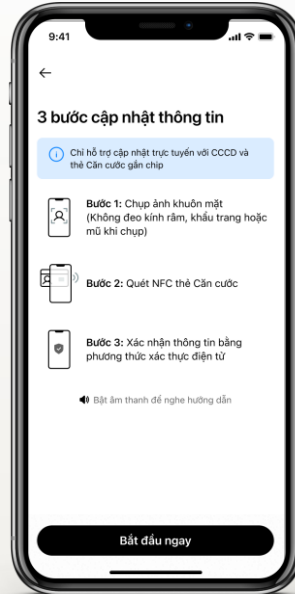 9:41
3 bước cập nhật thông tin
Chỉ hỗ trợ cập nhật trực tuyến với CCCD và
thẻ Căn cước gắn chip
Bước 1: Chụp ảnh khuôn mặt
(Không đeo kính râm, khẩu trang hoặc
mũ khi chụp)
Bước 2: Quét NFC thẻ Căn cước
Bước 3: Xác nhận thông tin bằng
phương thức xác thực điện tử
Bật âm thanh để nghe hướng dẫn
Bắt đầu ngay